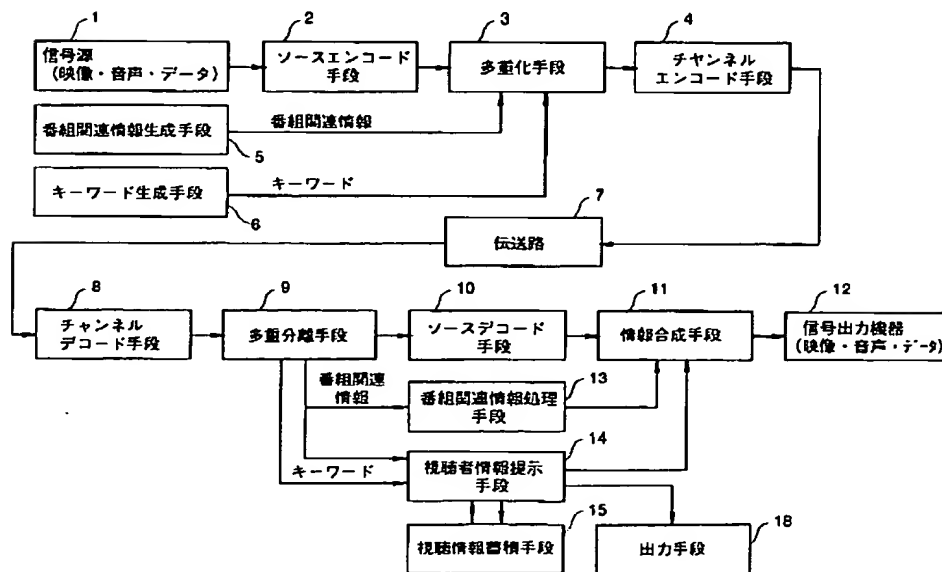 1
信号源
(映像・音声・データ)
2
ソースエンコード
手段
3
多重化手段
4
チャンネル
エンコード手段
番組関連情報生成手段
5
番組関連情報
キーワード生成手段
6
キーワード
7
伝送路
8
チャンネル
デコード手段
9
多重分離手段
10
ソースデコード
手段
11
情報合成手段
12
信号出力機器
(映像・音声・データ)
番組関連
情報
13
番組関連情報処理
手段
キーワード
14
視聴者情報提示
手段
15
視聴情報蓄積手段
18
出力手段